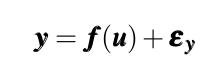 y = f(u) + ε_y